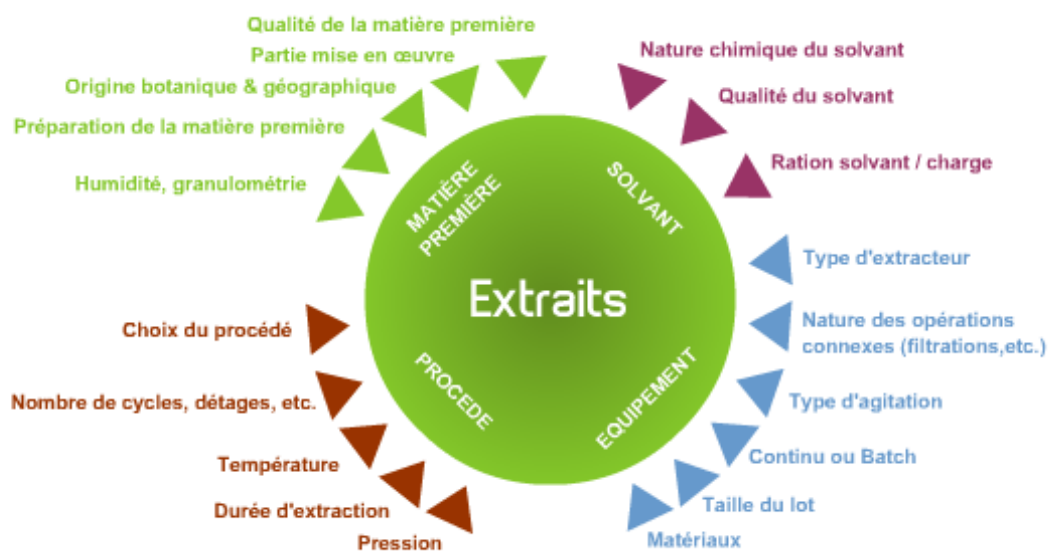 Qualité de la matière première
Partie mise en œuvre
Origine botanique & géographique
Préparation de la matière première
Humidité, granulométrie
Nature chimique du solvant
Qualité du solvant
Ration solvant / charge
MATIÈRE
PREMIÈRE
SOLVANT
Extraits
PROCEDE
EQUIPEMENT
Type d'extracteur
Nature des opérations
connexes (filtrations,etc.)
Type d'agitation
Continu ou Batch
Taille du lot
Matériaux
Choix du procédé
Nombre de cycles, détages, etc.
Température
Durée d'extraction
Pression